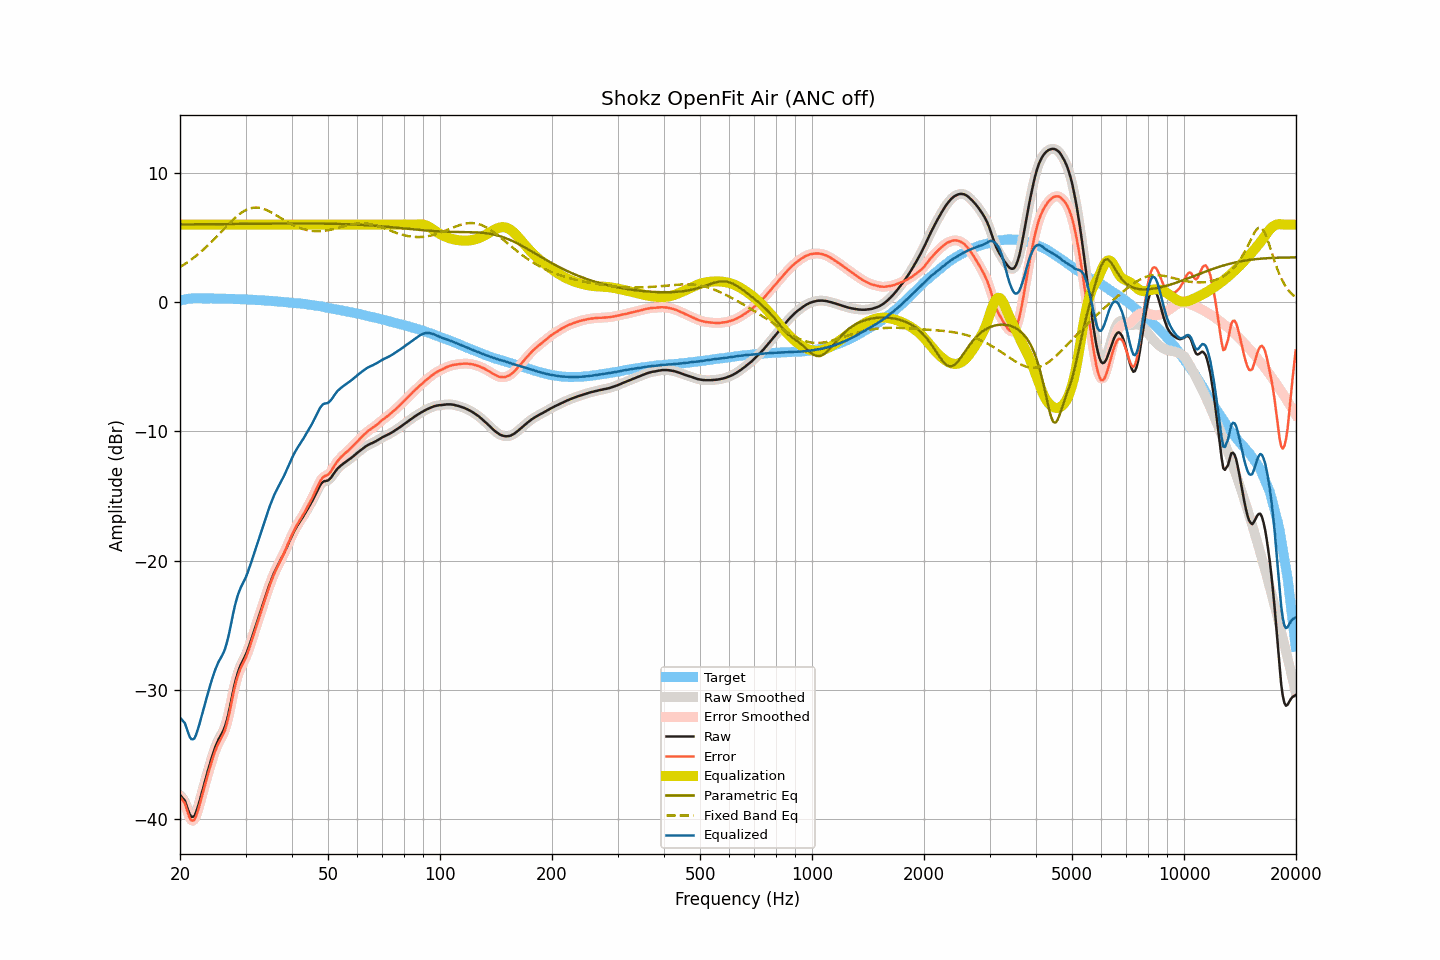 Shokz OpenFit Air (ANC off)
10
0
−10
−20
−30
−40
Amplitude (dBr)
Target
Raw Smoothed
Error Smoothed
Raw
Error
Equalization
Parametric Eq
Fixed Band Eq
Equalized
20
50
100
200
500
1000
2000
5000
10000
20000
Frequency (Hz)